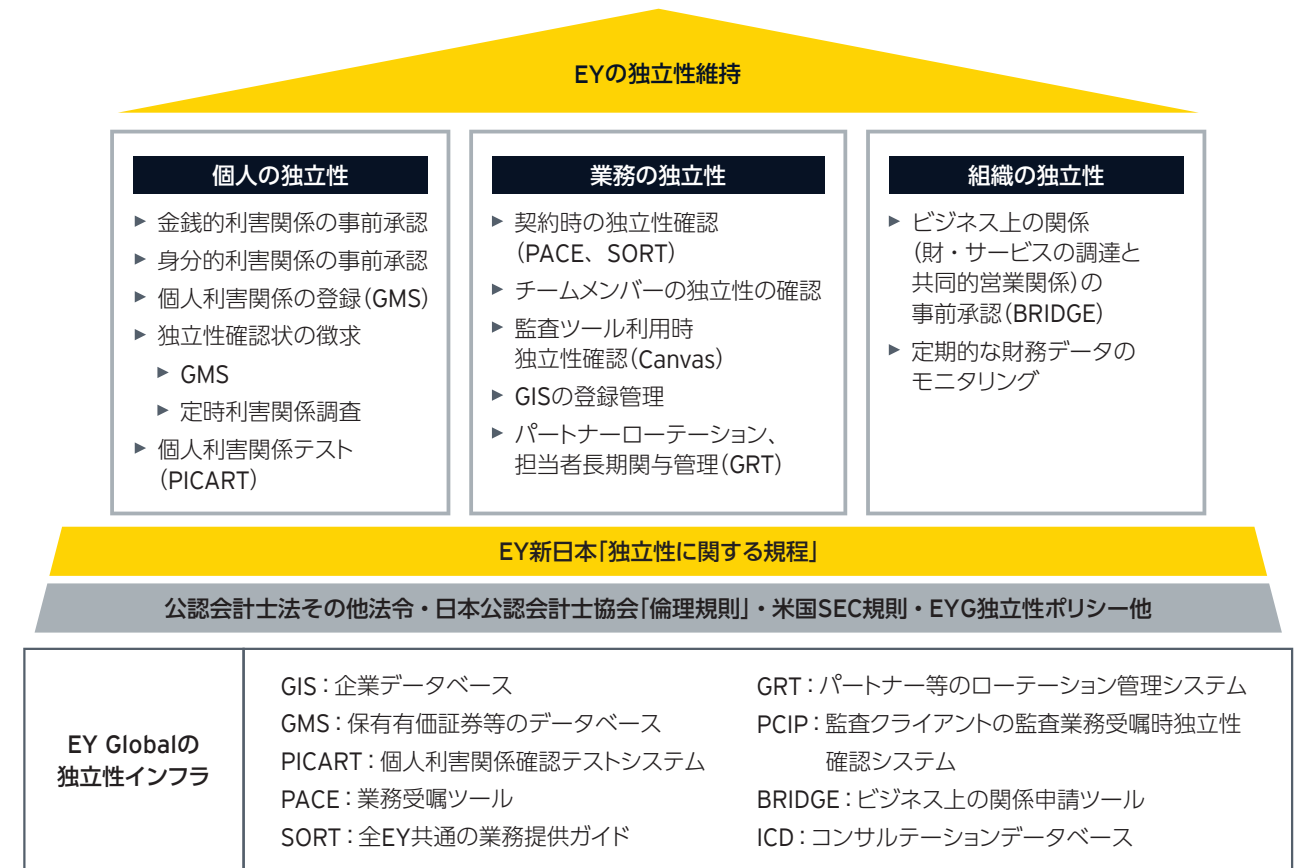 EYの独立性維持
個人の独立性
▶ 金銭的利害関係の事前承認
▶ 身分的利害関係の事前承認
▶ 個人利害関係の登録(GMS)
▶ 独立性確認状の徴求
▶ GMS
▶ 定時利害関係調査
▶ 個人利害関係テスト
(PICART)
業務の独立性
▶ 契約時の独立性確認
(PACE、SORT)
▶ チームメンバーの独立性の確認
▶ 監査ツール利用時
独立性確認(Canvas)
▶ GISの登録管理
▶ パートナーローテーション、
担当者長期関与管理(GRT)
組織の独立性
▶ ビジネス上の関係
(財・サービスの調達と
共同的営業関係)の
事前承認(BRIDGE)
▶ 定期的な財務データの
モニタリング
EY新日本「独立性に関する規程」
公認会計士法その他法令・日本公認会計士協会「倫理規則」・米国SEC規則・EYG独立性ポリシー他
EY Globalの
独立性インフラ
GIS：企業データベース
GMS：保有有価証券等のデータベース
PICART：個人利害関係確認テストシステム
PACE：業務受嘱ツール
SORT：全EY共通の業務提供ガイド
GRT：パートナー等のローテーション管理システム
PCIP：監査クライアントの監査業務受嘱時独立性
確認システム
BRIDGE：ビジネス上の関係申請ツール
ICD：コンサルテーションデータベース